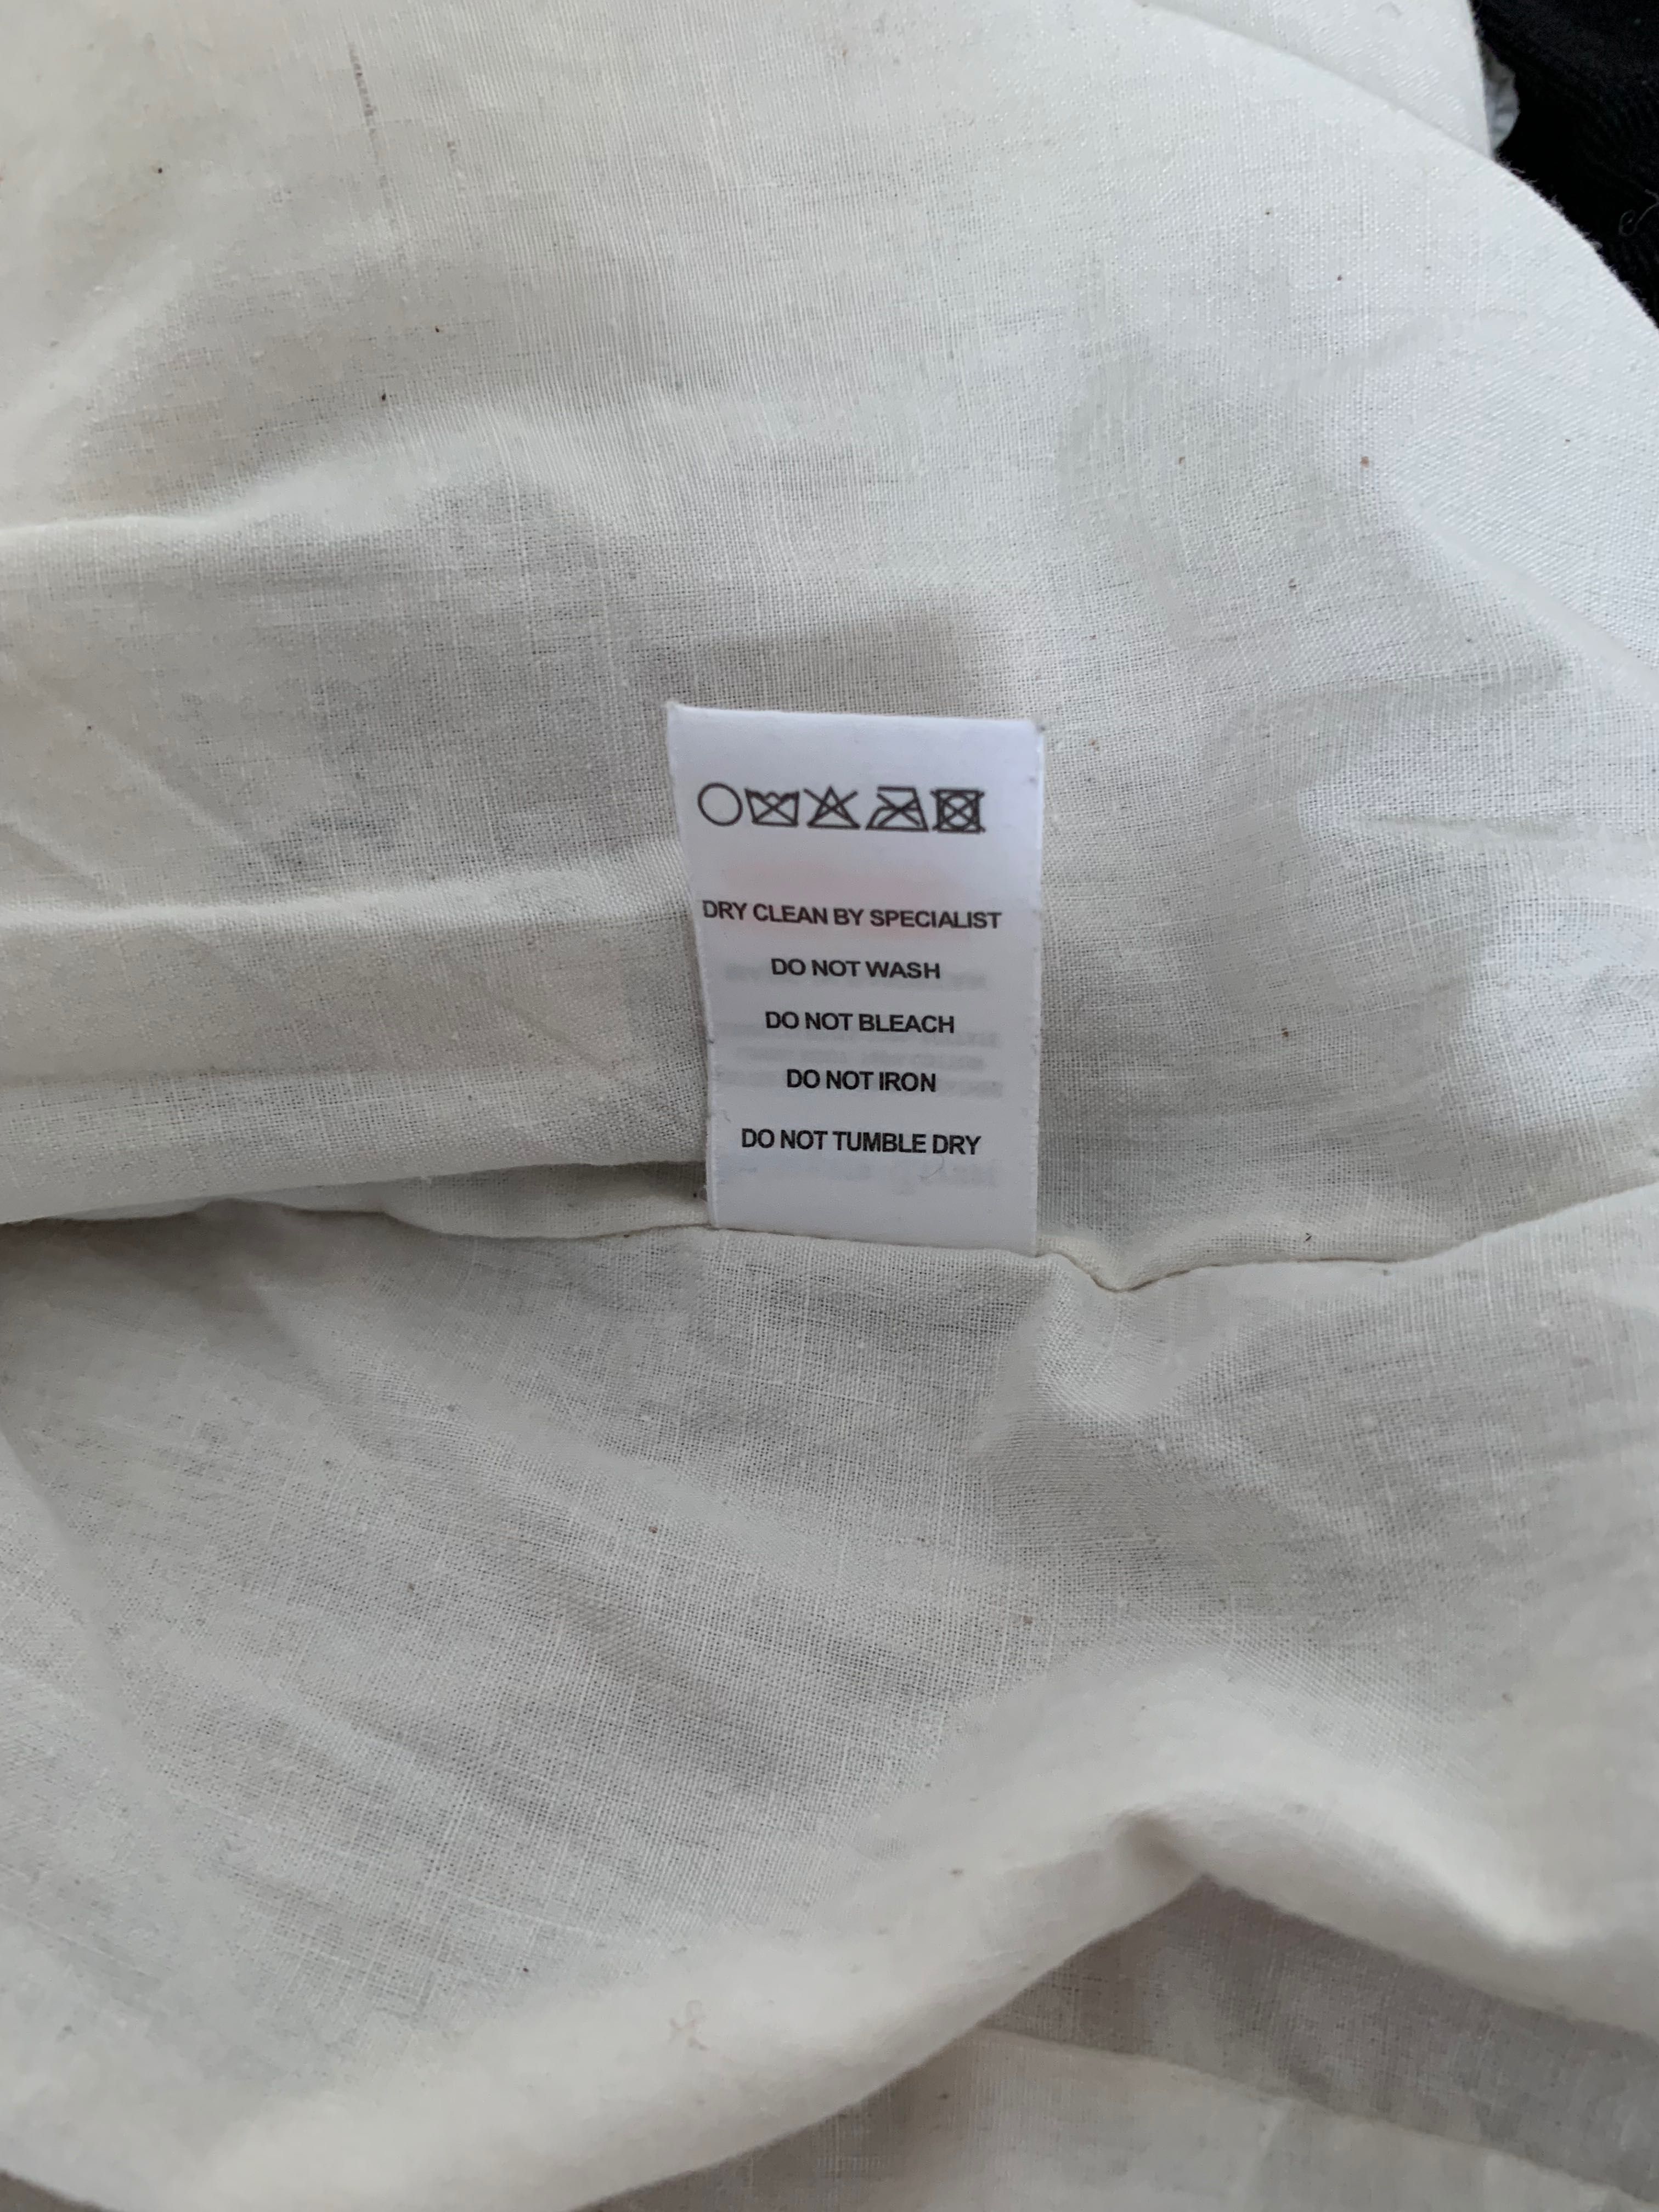 DRY CLEAN BY SPECIALIST
DO NOT WASH
DO NOT BLEACH
DO NOT IRON
DO NOT TUMBLE DRY